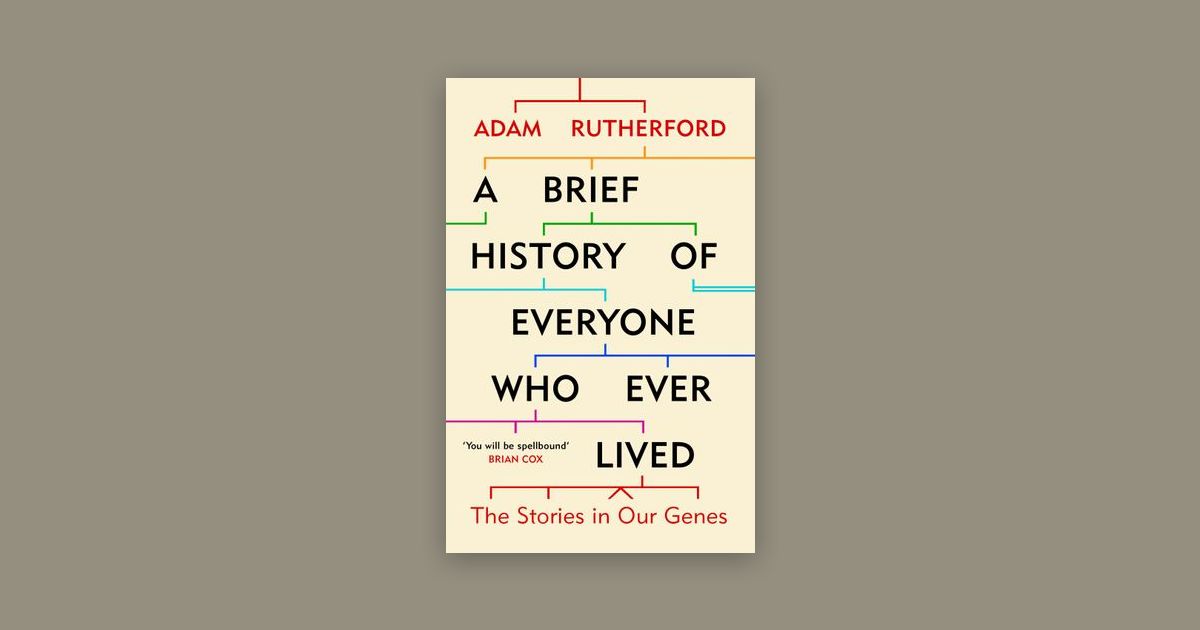 ADAM RUTHERFORD
A BRIEF
HISTORY OF
EVERYONE
WHO EVER
'You will be spellbound'
BRIAN COX
LIVED
The Stories in Our Genes